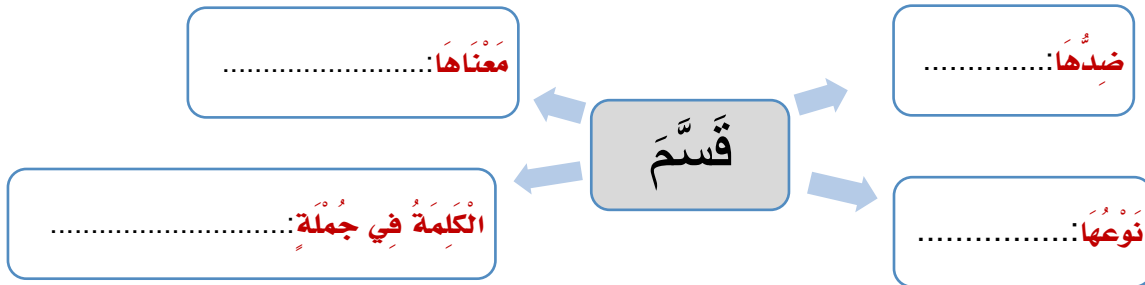 ضِدُّهَا:..............
مَعْنَاهَا:.........................
قَسَّمَ
نَوْعُهَا:................
الْكَلِمَةُ فِي جُمْلَةٍ:.............................